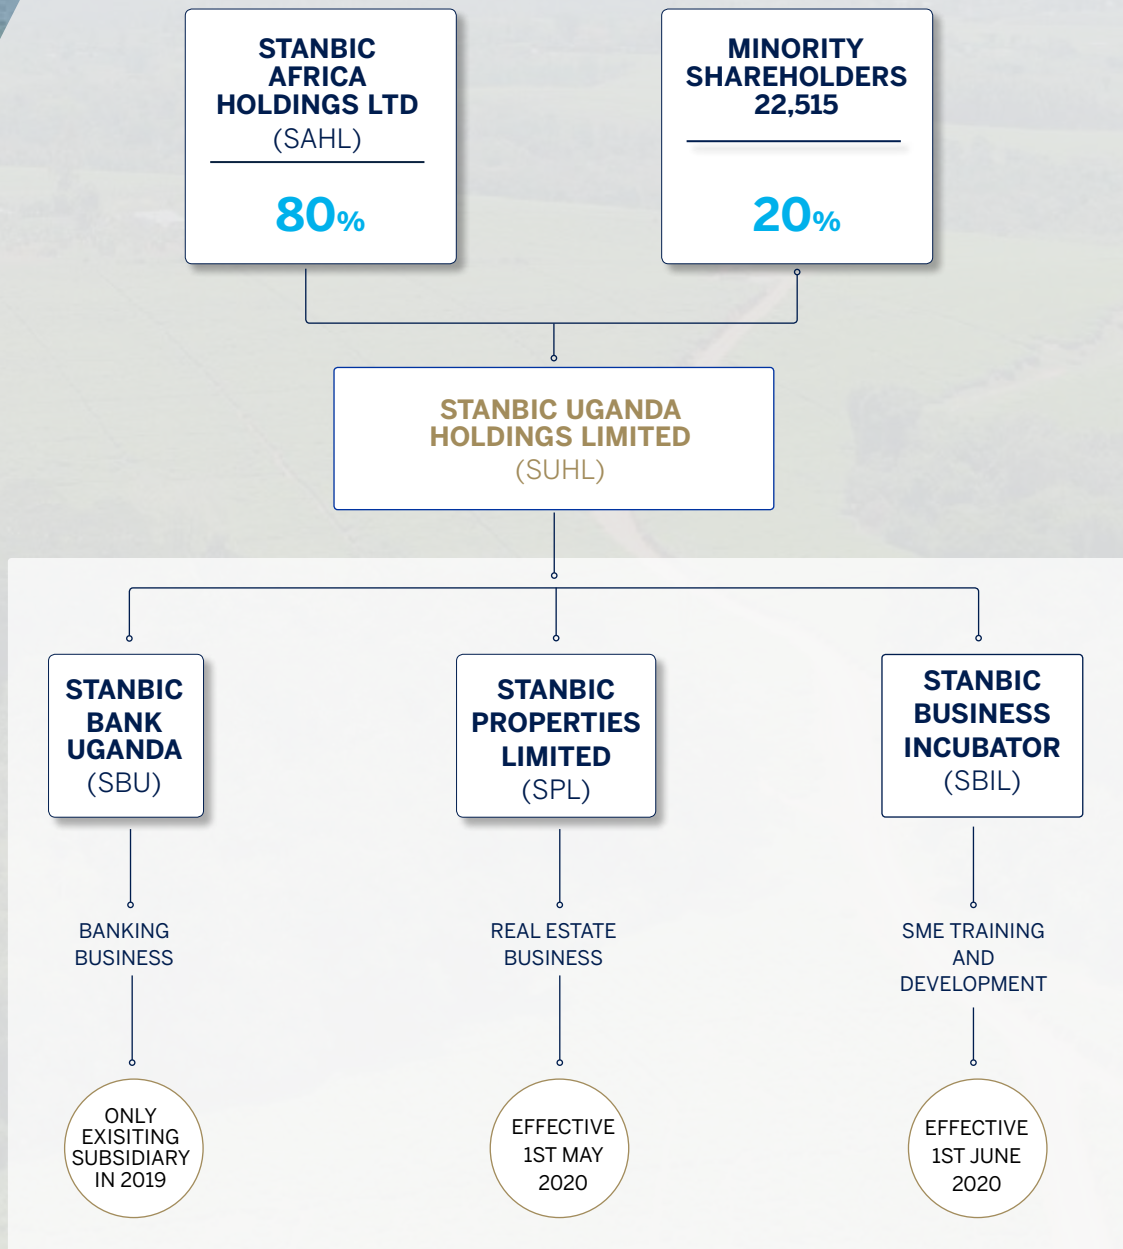 STANBIC
AFRICA
HOLDINGS LTD
(SAHL)
80%
MINORITY
SHAREHOLDERS
22,515
20%
STANBIC UGANDA
HOLDINGS LIMITED
(SUHL)
STANBIC
BANK
UGANDA
(SBU)
STANBIC
PROPERTIES
LIMITED
(SPL)
STANBIC
BUSINESS
INCUBATOR
(SBIL)
BANKING
BUSINESS
REAL ESTATE
BUSINESS
SME TRAINING
AND
DEVELOPMENT
ONLY
EXISITING
SUBSIDIARY
IN 2019
EFFECTIVE
1ST MAY
2020
EFFECTIVE
1ST JUNE
2020